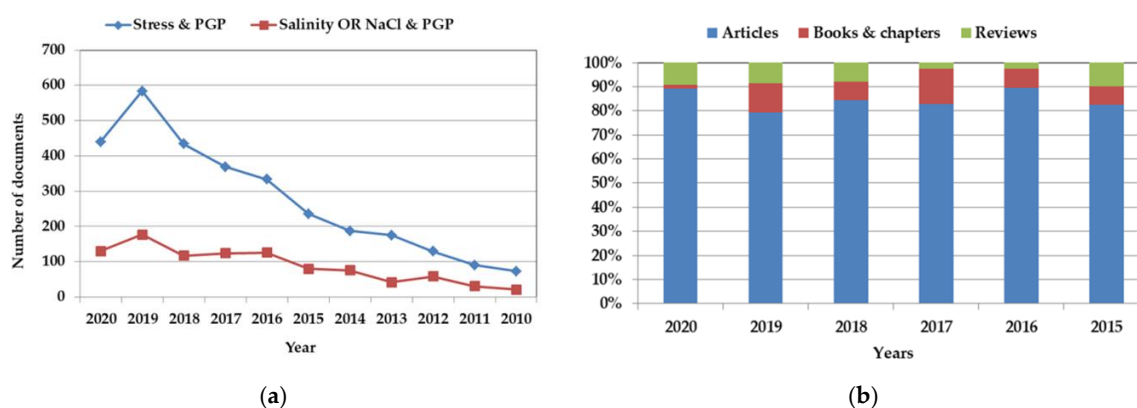 Stress & PGP Salinity OR NaCl & PGP
700
600
500
400
300
200
100
0
Number of documents
2020 2019 2018 2017 2016 2015 2014 2013 2012 2011 2010
Year
(a)
Articles Books & chapters Reviews
100%
90%
80%
70%
60%
50%
40%
30%
20%
10%
0%
2020 2019 2018 2017 2016 2015
Years
(b)